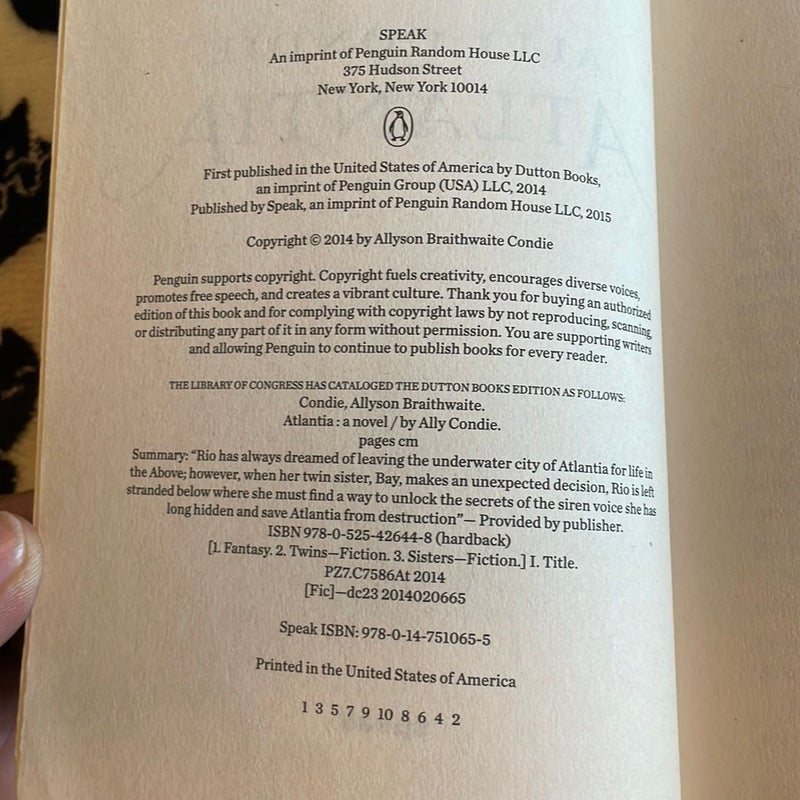 SPEAK
An imprint of Penguin Random House LLC
375 Hudson Street
New York, New York 10014
First published in the United States of America by Dutton Books,
an imprint of Penguin Group (USA) LLC, 2014
Published by Speak, an imprint of Penguin Random House LLC, 2015
Copyright © 2014 by Allyson Braithwaite Condie
Penguin supports copyright. Copyright fuels creativity, encourages diverse voices,
promotes free speech, and creates a vibrant culture. Thank you for buying an authorized
edition of this book and for complying with copyright laws by not reproducing, scanning,
or distributing any part of it in any form without permission. You are supporting writers
and allowing Penguin to continue to publish books for every reader.
THE LIBRARY OF CONGRESS HAS CATALOGED THE DUTTON BOOKS EDITION AS FOLLOWS:
Condie, Allyson Braithwaite.
Atlantia : a novel / by Ally Condie.
pages cm
Summary: "Rio has always dreamed of leaving the underwater city of Atlantia for life in
the Above; however, when her twin sister, Bay, makes an unexpected decision, Rio is left
stranded below where she must find a way to unlock the secrets of the siren voice she has
long hidden and save Atlantia from destruction"— Provided by publisher.
ISBN 978-0-525-42644-8 (hardback)
[1. Fantasy. 2. Twins—Fiction. 3. Sisters—Fiction.] I. Title.
PZ7.C7586At 2014
[Fic]—dc23 2014020665
Speak ISBN: 978-0-14-751065-5
Printed in the United States of America
1 3 5 7 9 10 8 6 4 2